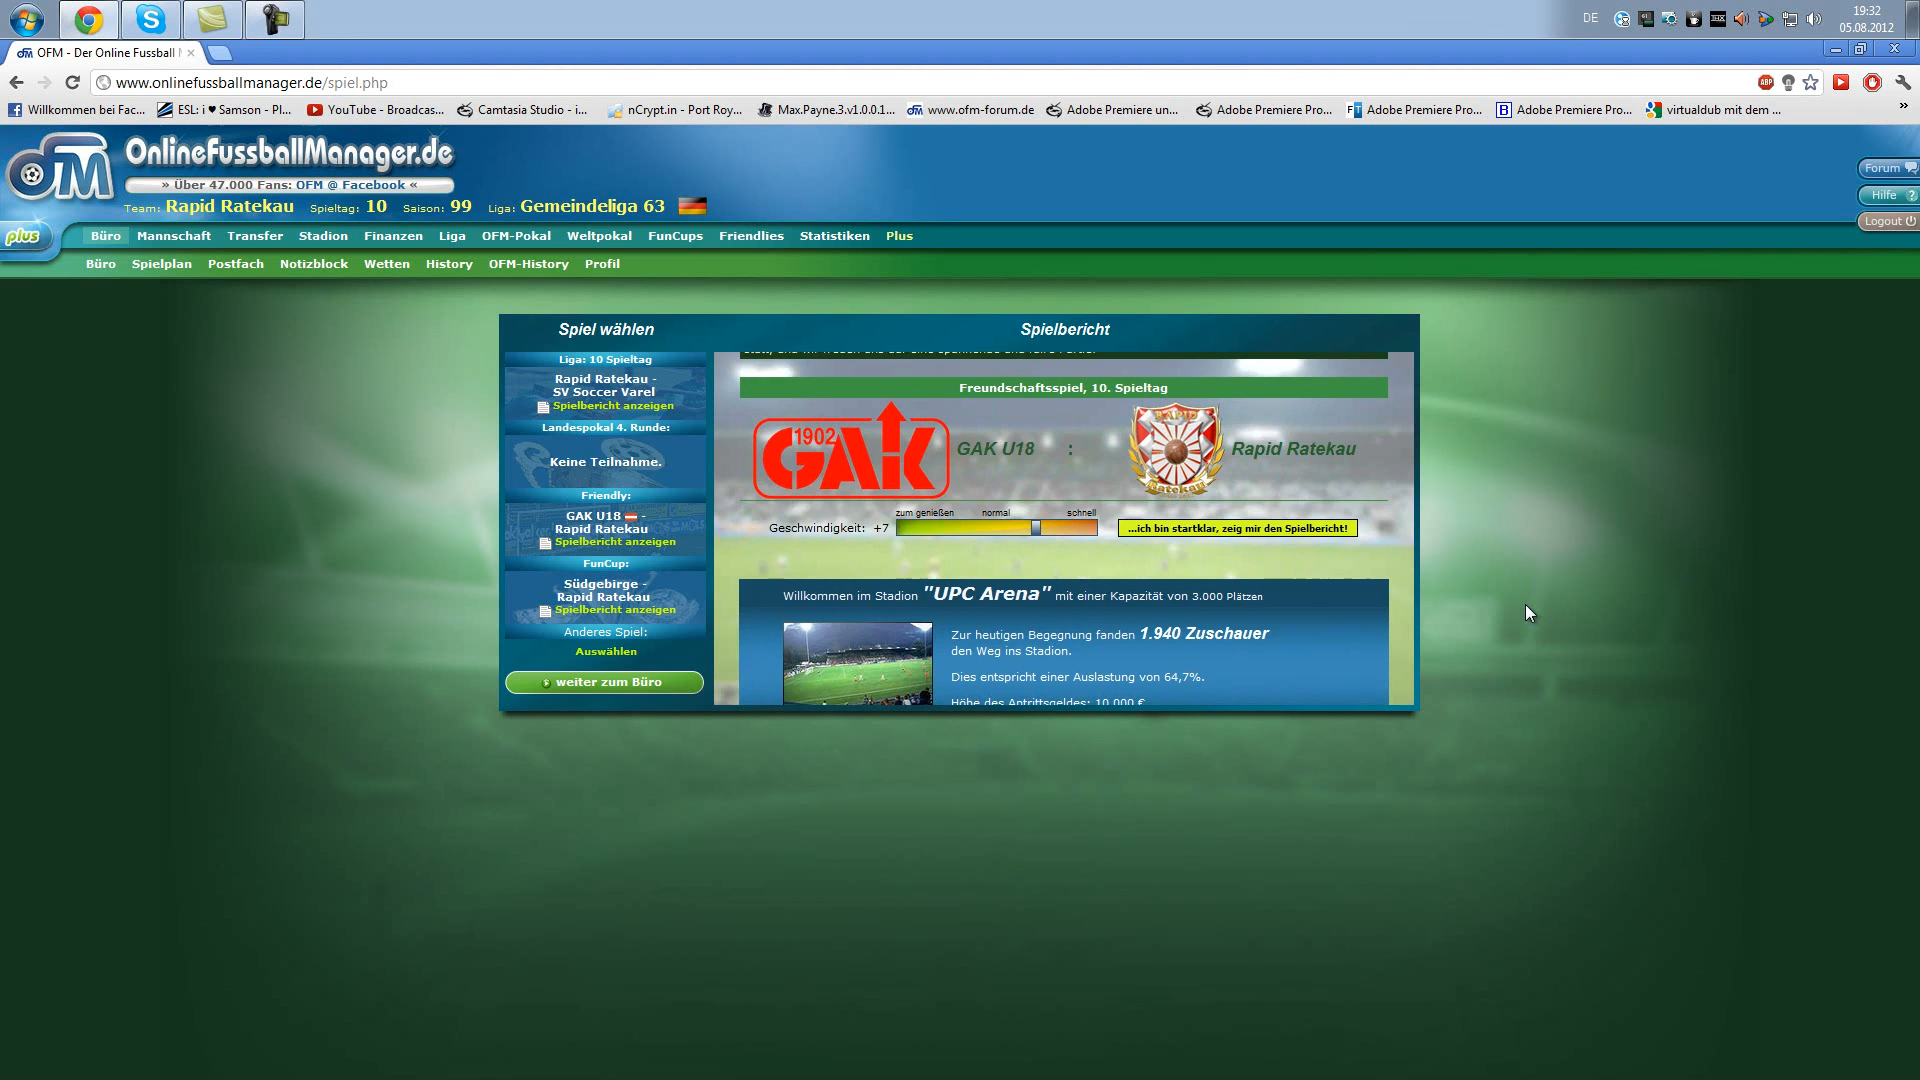 DE
19:32
05.08.2012
OFM - Der Online Fussball
www.onlinefussballmanager.de/spiel.php
ABP
Willkommen bei Fac...
ESL: i ♥ Samson - Pl...
YouTube - Broadcas...
Camtasia Studio - i...
nCrypt.in - Port Roy...
Max.Payne.3.v1.0.0.1...
www.ofm-forum.de
Adobe Premiere un...
Adobe Premiere Pro...
Adobe Premiere Pro...
Adobe Premiere Pro...
virtualdub mit dem ...
»
OFM
OnlineFussballManager.de
» Über 47.000 Fans: OFM @ Facebook «
Team: Rapid Ratekau Spieltag: 10 Saison: 99 Liga: Gemeindeliga 63
Forum
Hilfe ?
Logout
plus
Büro Mannschaft Transfer Stadion Finanzen Liga OFM-Pokal Weltpokal FunCups Friendlies Statistiken Plus
Büro Spielplan Postfach Notizblock Wetten History OFM-History Profil
Spiel wählen
Liga: 10 Spieltag
Rapid Ratekau -
SV Soccer Varel
Spielbericht anzeigen
Landespokal 4. Runde:
Keine Teilnahme.
Friendly:
GAK U18 -
Rapid Ratekau
Spielbericht anzeigen
FunCup:
Südgebirge -
Rapid Ratekau
Spielbericht anzeigen
Anderes Spiel:
Auswählen
weiter zum Büro
Spielbericht
Freundschaftsspiel, 10. Spieltag
1902
GAK
GAK U18 :
RAPID
Ratekau
Rapid Ratekau
zum genießen normal schnell
Geschwindigkeit: +7
...ich bin startklar, zeig mir den Spielbericht!
Willkommen im Stadion "UPC Arena" mit einer Kapazität von 3.000 Plätzen
Zur heutigen Begegnung fanden 1.940 Zuschauer
den Weg ins Stadion.
Dies entspricht einer Auslastung von 64,7%.
Höhe des Antrittsgeldes: 10.000 €